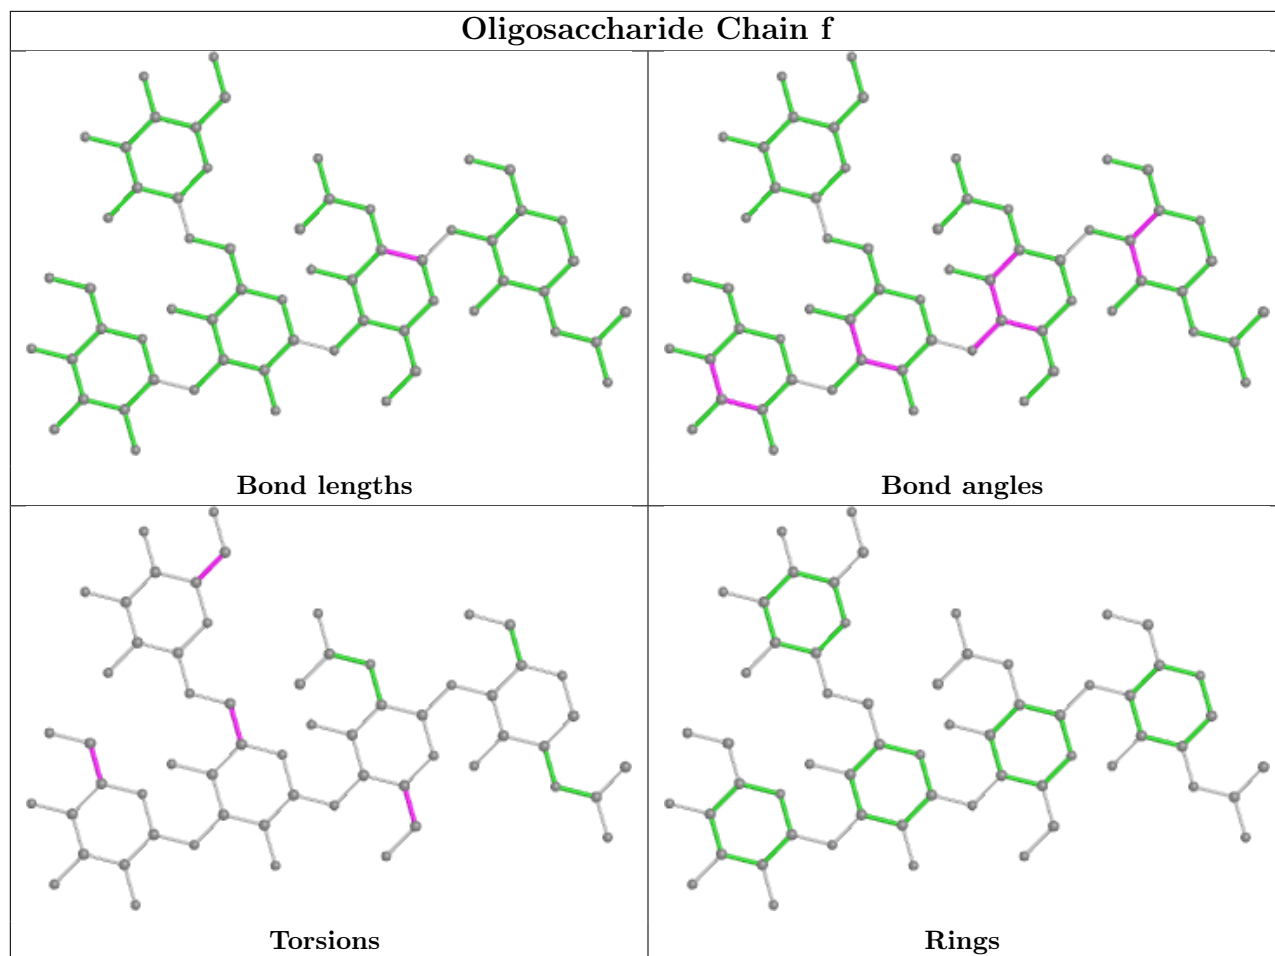 Oligosaccharide Chain f
Bond lengths
Bond angles
Torsions
Rings